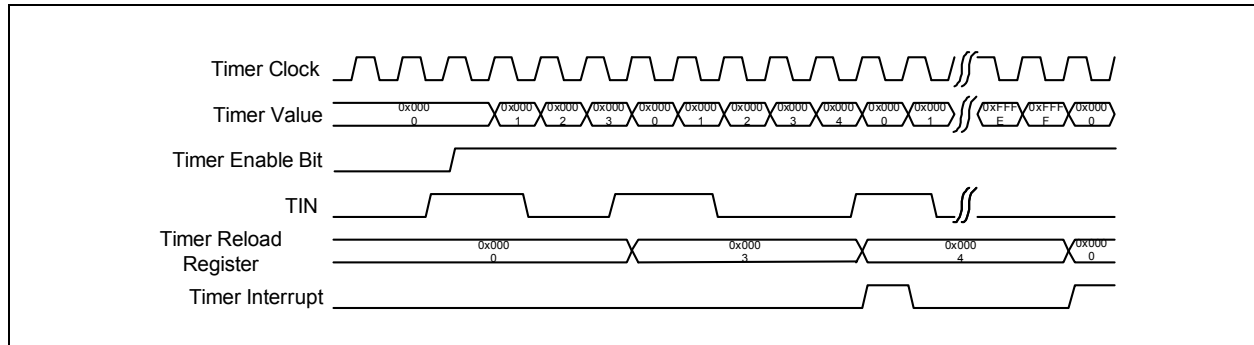 Timer Clock
Timer Value
0x000
0
0x000
1
0x000
2
0x000
3
0x000
0
0x000
1
0x000
2
0x000
3
0x000
4
0x000
0
0x000
1
0xFFF
E
0xFFF
F
0x000
0
Timer Enable Bit
TIN
Timer Reload
Register
0x000
0
0x000
3
0x000
4
0x000
0
Timer Interrupt